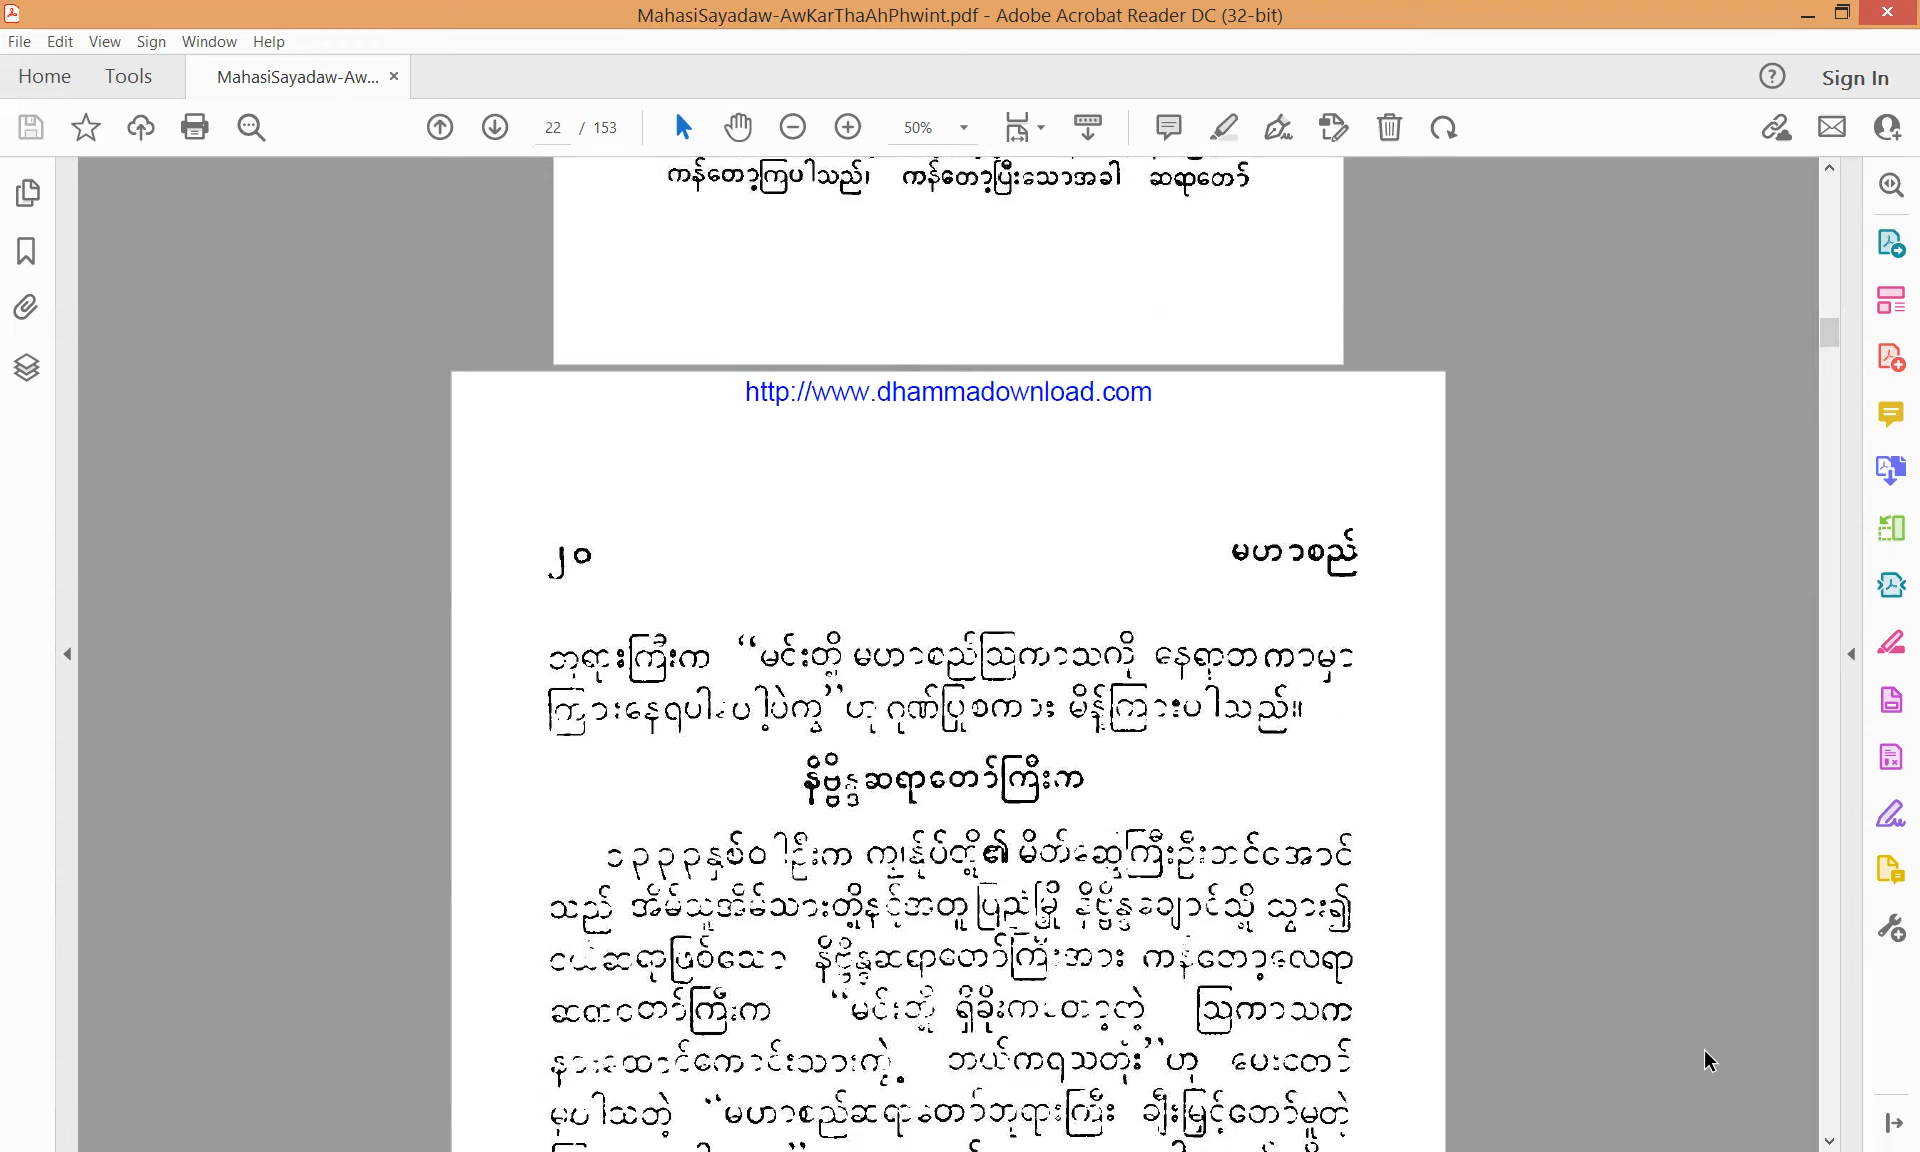 MahasiSayadaw-AwKarThaAhPhwint.pdf - Adobe Acrobat Reader DC (32-bit)
File Edit View Sign Window Help
Home Tools MahasiSayadaw-Aw... × Sign In
22 / 153 50%
ကန်တော့ကြပါသည်၊ ကန်တော့ပြီးသောအခါ ဆရာတော်
http://www.dhammadownload.com
၂၀ မဟာစည်
ဘုရားကြီးက “မင်းတို့ မဟာစည်ဩကာသကို နေရာဘကာမှာ
ကြားနေရပါပေါ့ပဲကွ”ဟု ဂုဏ်ပြုစကား မိန့်ကြားပါသည်။
နိဗ္ဗိန္ဒဆရာတော်ကြီးက
၁၃၃၃နှစ်ဝါဦးက ကျွန်ုပ်တို့၏ မိတ်ဆွေကြီးဦးဘင်အောင်
သည် အိမ်သူအိမ်သားတို့နှင့်အတူ ပြည်မြို့ နိဗ္ဗိန္ဒချောင်သို့ သွား၍
ငယ်ဆရာဖြစ်သော နိဗ္ဗိန္ဒဆရာတော်ကြီးအား ကန်တော့လေရာ
ဆရာတော်ကြီးက “မင်းတို့ ရှိခိုးကန်တော့တဲ့ ဩကာသက
နားထောင်ကောင်းသားကွဲ့ ဘယ်ကရသတုံး”ဟု မေးတော်
မူပါသတဲ့ “မဟာစည်ဆရာတော်ဘုရားကြီး ချီးမြှင့်တော်မူတဲ့